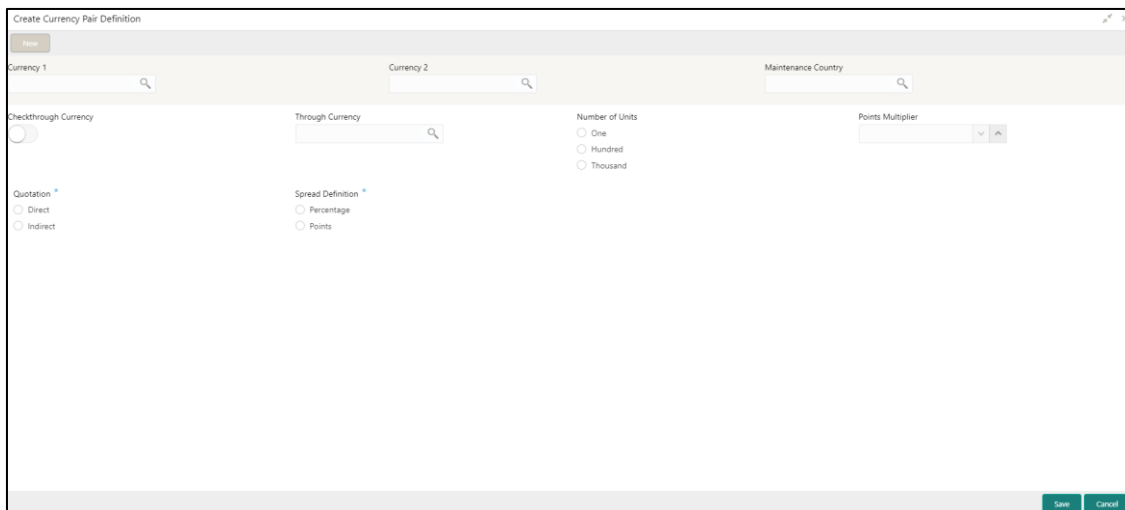 Create Currency Pair Definition
New
Currency 1 Currency 2 Maintenance Country
Checkthrough Currency Through Currency Number of Units Points Multiplier
One
Hundred
Thousand
Quotation * Spread Definition *
Direct Percentage
Indirect Points
Save Cancel